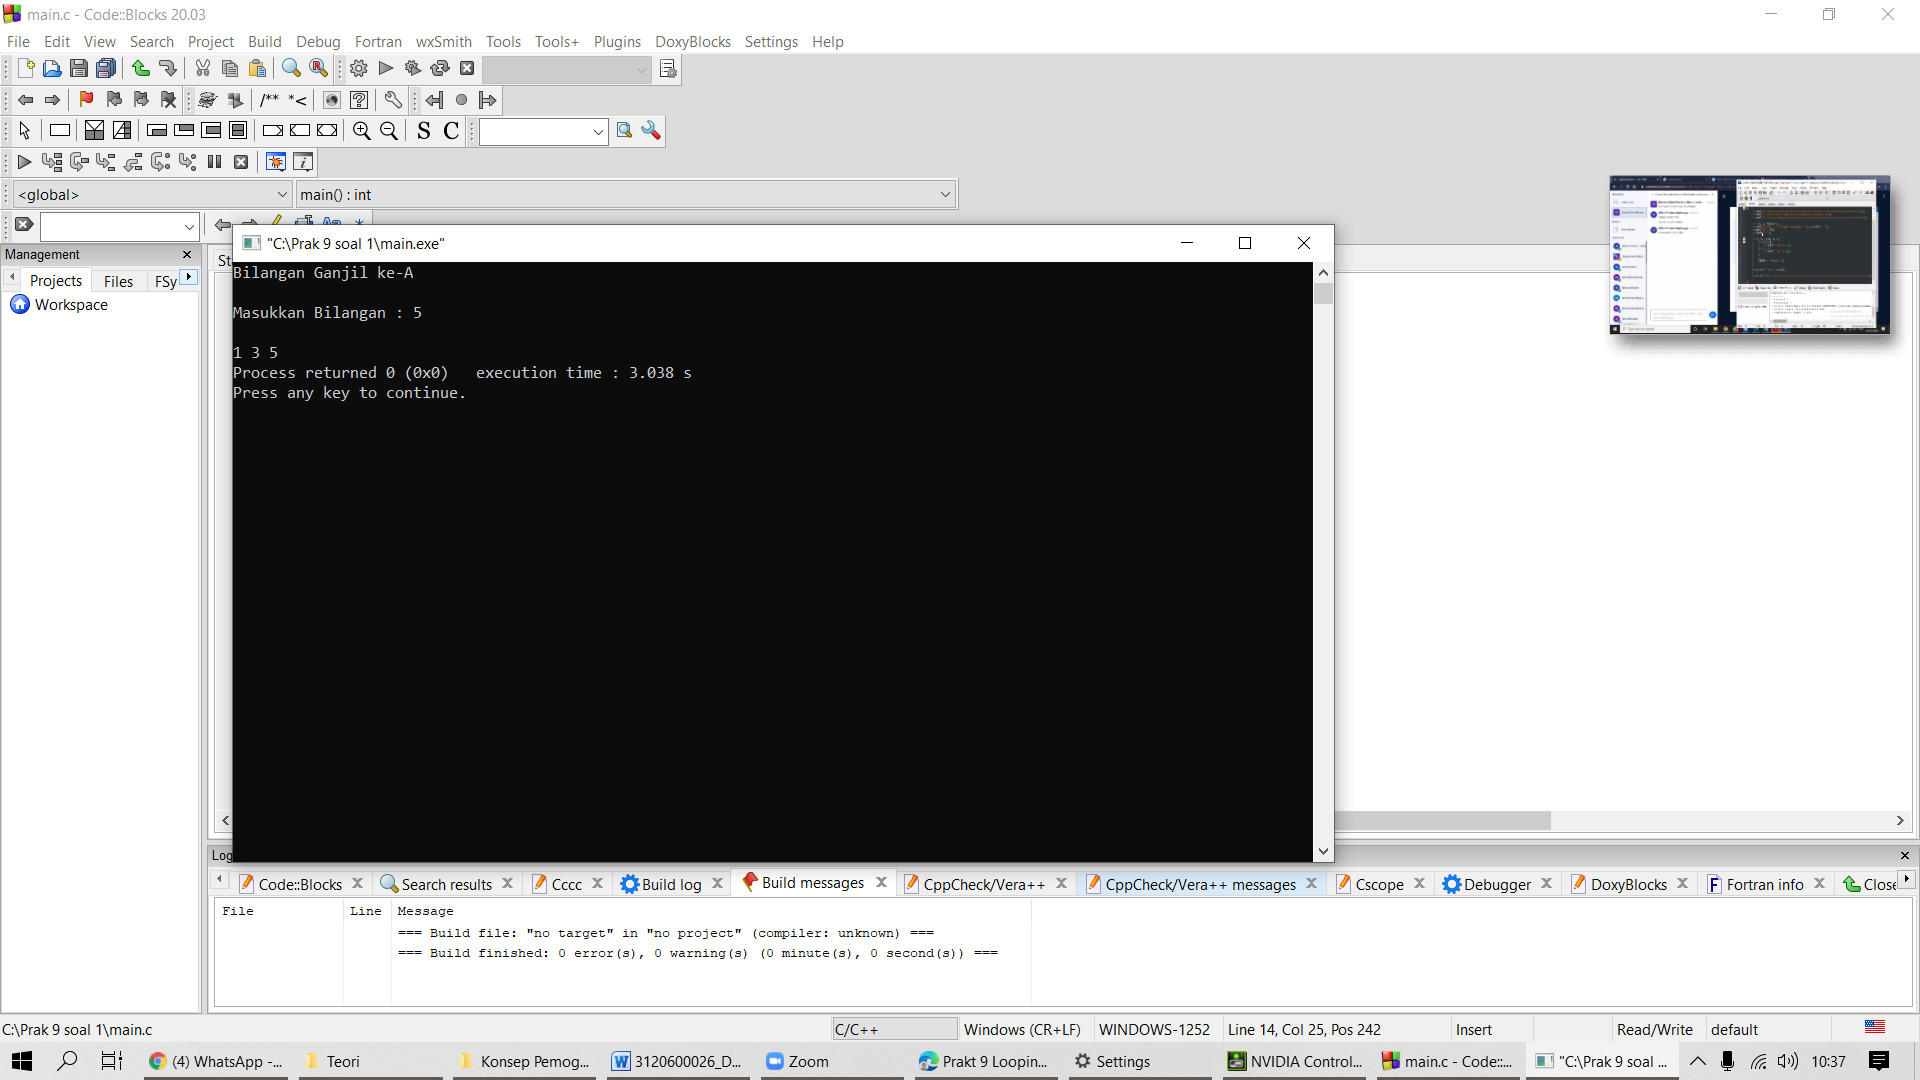 main.c - Code::Blocks 20.03
File Edit View Search Project Build Debug Fortran wxSmith Tools Tools+ Plugins DoxyBlocks Settings Help
/** *<
S C
<global> main() : int
Management
Projects Files FSy
Workspace
St
"C:\Prak 9 soal 1\main.exe"
Bilangan Ganjil ke-A
Masukkan Bilangan : 5
1 3 5
Process returned 0 (0x0) execution time : 3.038 s
Press any key to continue.
Log
Code::Blocks Search results Cccc Build log Build messages CppCheck/Vera++ CppCheck/Vera++ messages Cscope Debugger DoxyBlocks Fortran info Close
File Line Message
=== Build file: "no target" in "no project" (compiler: unknown) ===
=== Build finished: 0 error(s), 0 warning(s) (0 minute(s), 0 second(s)) ===
C:\Prak 9 soal 1\main.c C/C++ Windows (CR+LF) WINDOWS-1252 Line 14, Col 25, Pos 242 Insert Read/Write default
(4) WhatsApp -... Teori Konsep Pemog... 3120600026_D... Zoom Prakt 9 Loopin... Settings NVIDIA Control... main.c - Code::... "C:\Prak 9 soal ... 10:37